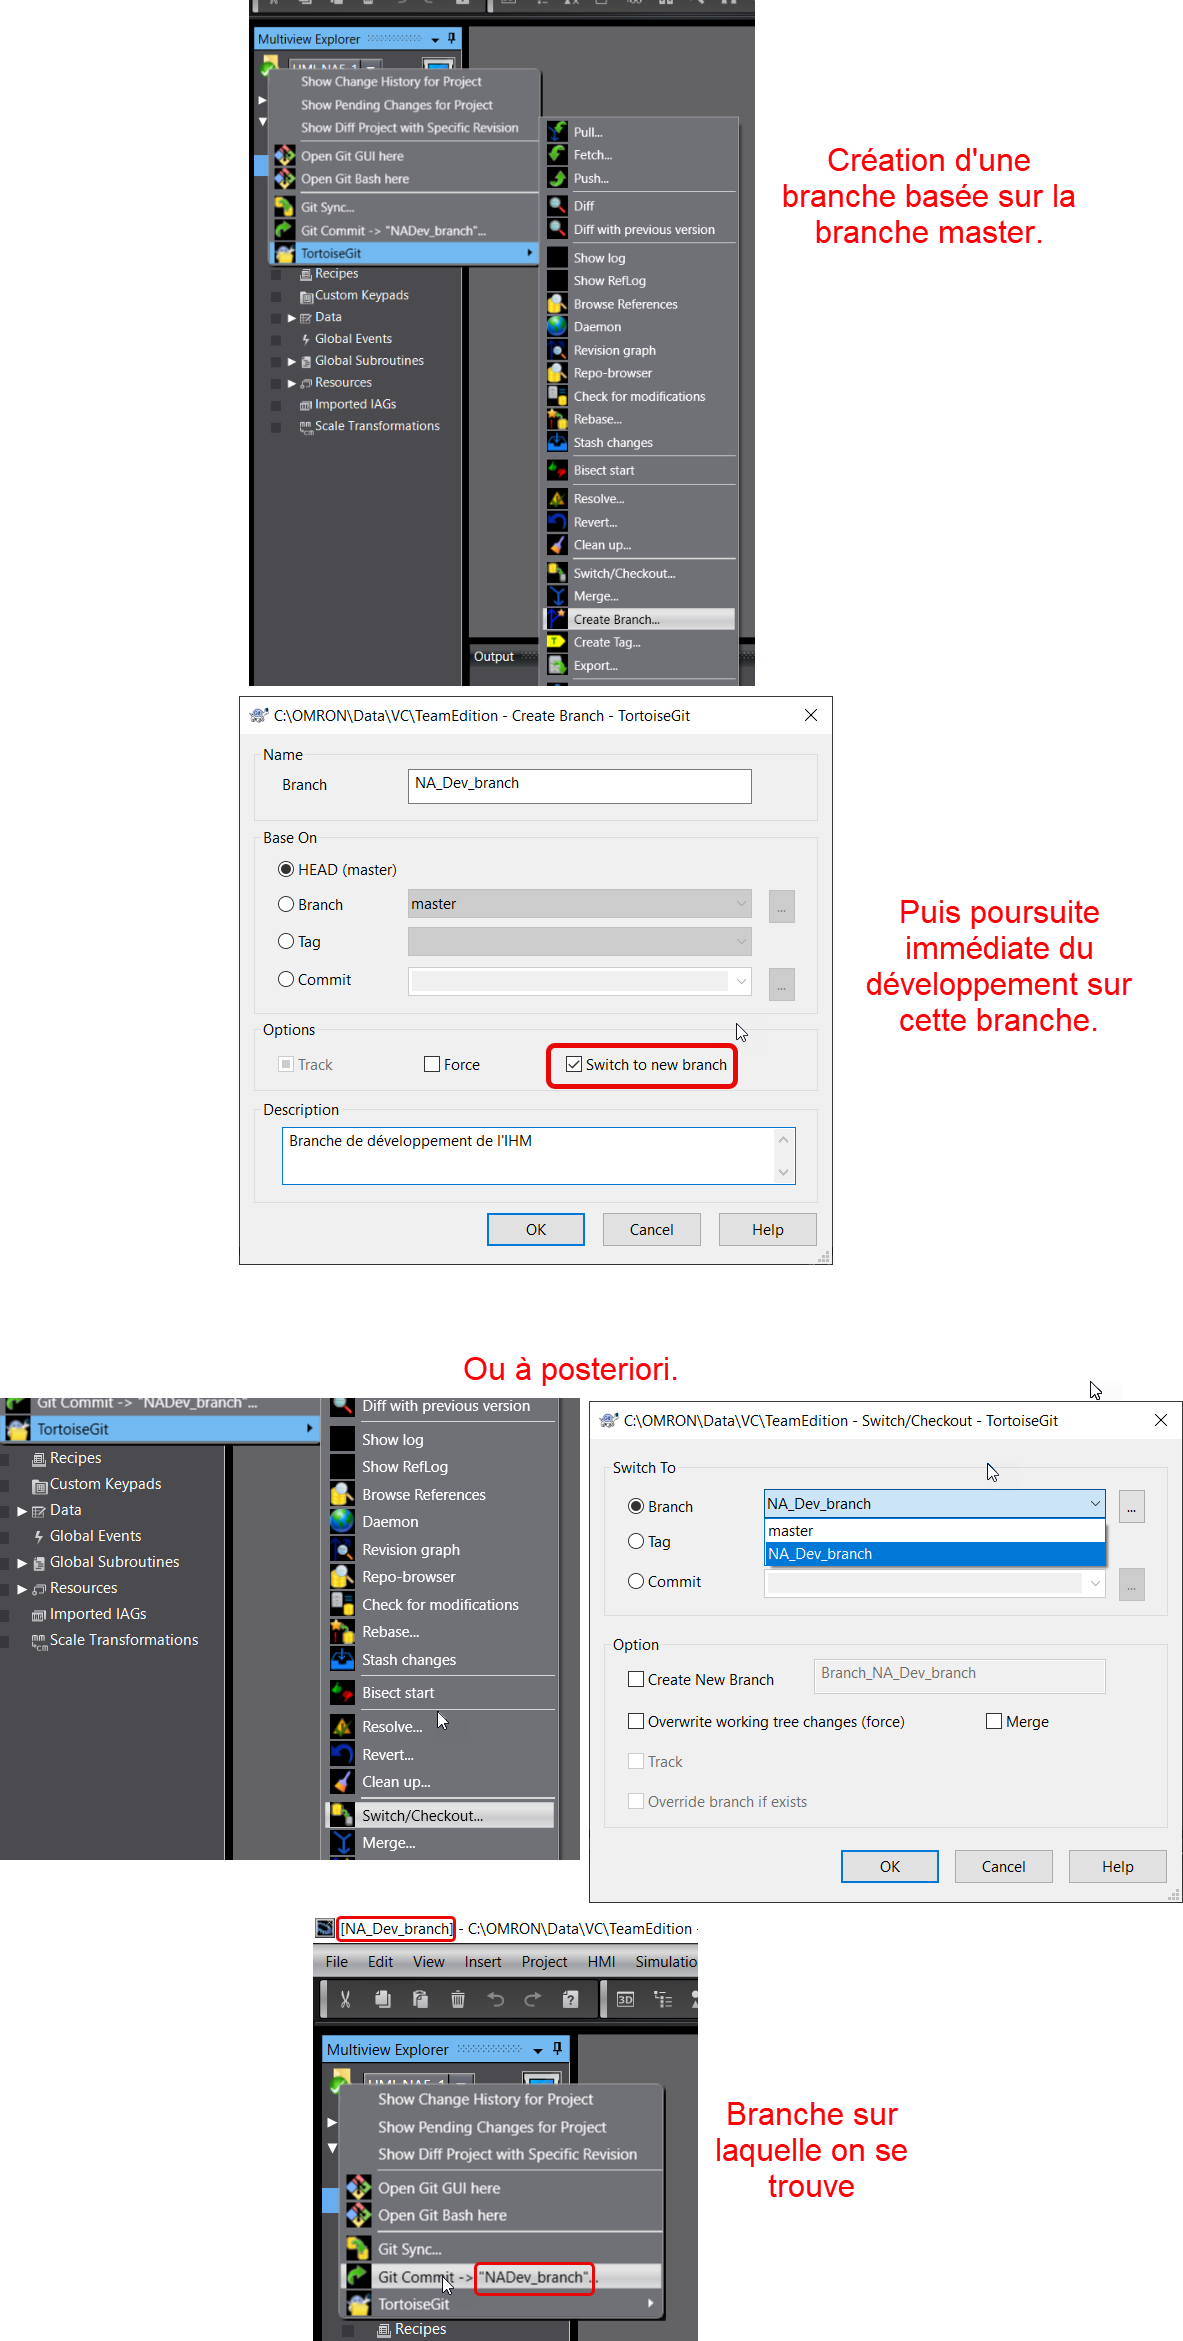 Multiview Explorer
Show Change History for Project
Show Pending Changes for Project
Show Diff Project with Specific Revision
Open Git GUI here
Open Git Bash here
Git Sync...
Git Commit -> "NADev_branch"...
TortoiseGit
Recipes
Custom Keypads
Data
Global Events
Global Subroutines
Resources
Imported IAGs
Scale Transformations
Pull...
Fetch...
Push...
Diff
Diff with previous version
Show log
Show RefLog
Browse References
Daemon
Revision graph
Repo-browser
Check for modifications
Rebase...
Stash changes
Bisect start
Resolve...
Revert...
Clean up...
Switch/Checkout...
Merge...
Create Branch...
Create Tag...
Export...
Output
Création d'une
branche basée sur la
branche master.
C:\OMRON\Data\VC\TeamEdition - Create Branch - TortoiseGit
Name
Branch NA_Dev_branch
Base On
HEAD (master)
Branch master ...
Tag
Commit ...
Options
Track Force Switch to new branch
Description
Branche de développement de l'IHM
OK Cancel Help
Puis poursuite
immédiate du
développement sur
cette branche.
Ou à posteriori.
Git Commit -> "NADev_branch"...
TortoiseGit
Recipes
Custom Keypads
Data
Global Events
Global Subroutines
Resources
Imported IAGs
Scale Transformations
Diff with previous version
Show log
Show RefLog
Browse References
Daemon
Revision graph
Repo-browser
Check for modifications
Rebase...
Stash changes
Bisect start
Resolve...
Revert...
Clean up...
Switch/Checkout...
Merge...
C:\OMRON\Data\VC\TeamEdition - Switch/Checkout - TortoiseGit
Switch To
Branch NA_Dev_branch ...
master
Tag
NA_Dev_branch
Commit ...
Option
Create New Branch Branch_NA_Dev_branch
Overwrite working tree changes (force) Merge
Track
Override branch if exists
OK Cancel Help
[NA_Dev_branch] - C:\OMRON\Data\VC\TeamEdition -
File Edit View Insert Project HMI Simulatio
3D
Multiview Explorer
Show Change History for Project
Show Pending Changes for Project
Show Diff Project with Specific Revision
Open Git GUI here
Open Git Bash here
Git Sync...
Git Commit -> "NADev_branch"...
TortoiseGit
Recipes
Branche sur
laquelle on se
trouve